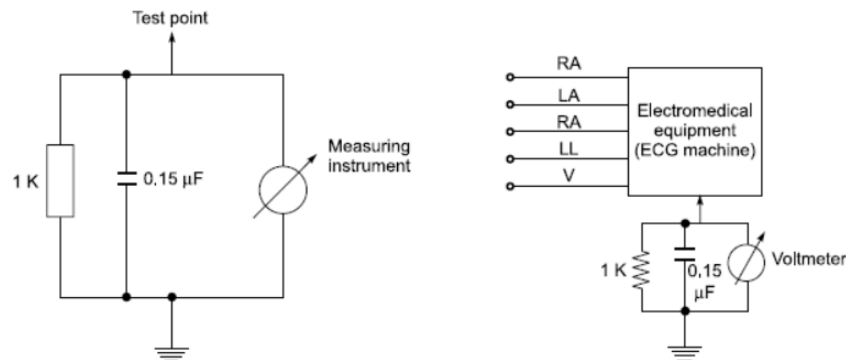 Test point
1 K
0,15 µF
Measuring
instrument
RA
LA
RA
LL
V
Electromedical
equipment
(ECG machine)
1 K
0,15
µF
Voltmeter